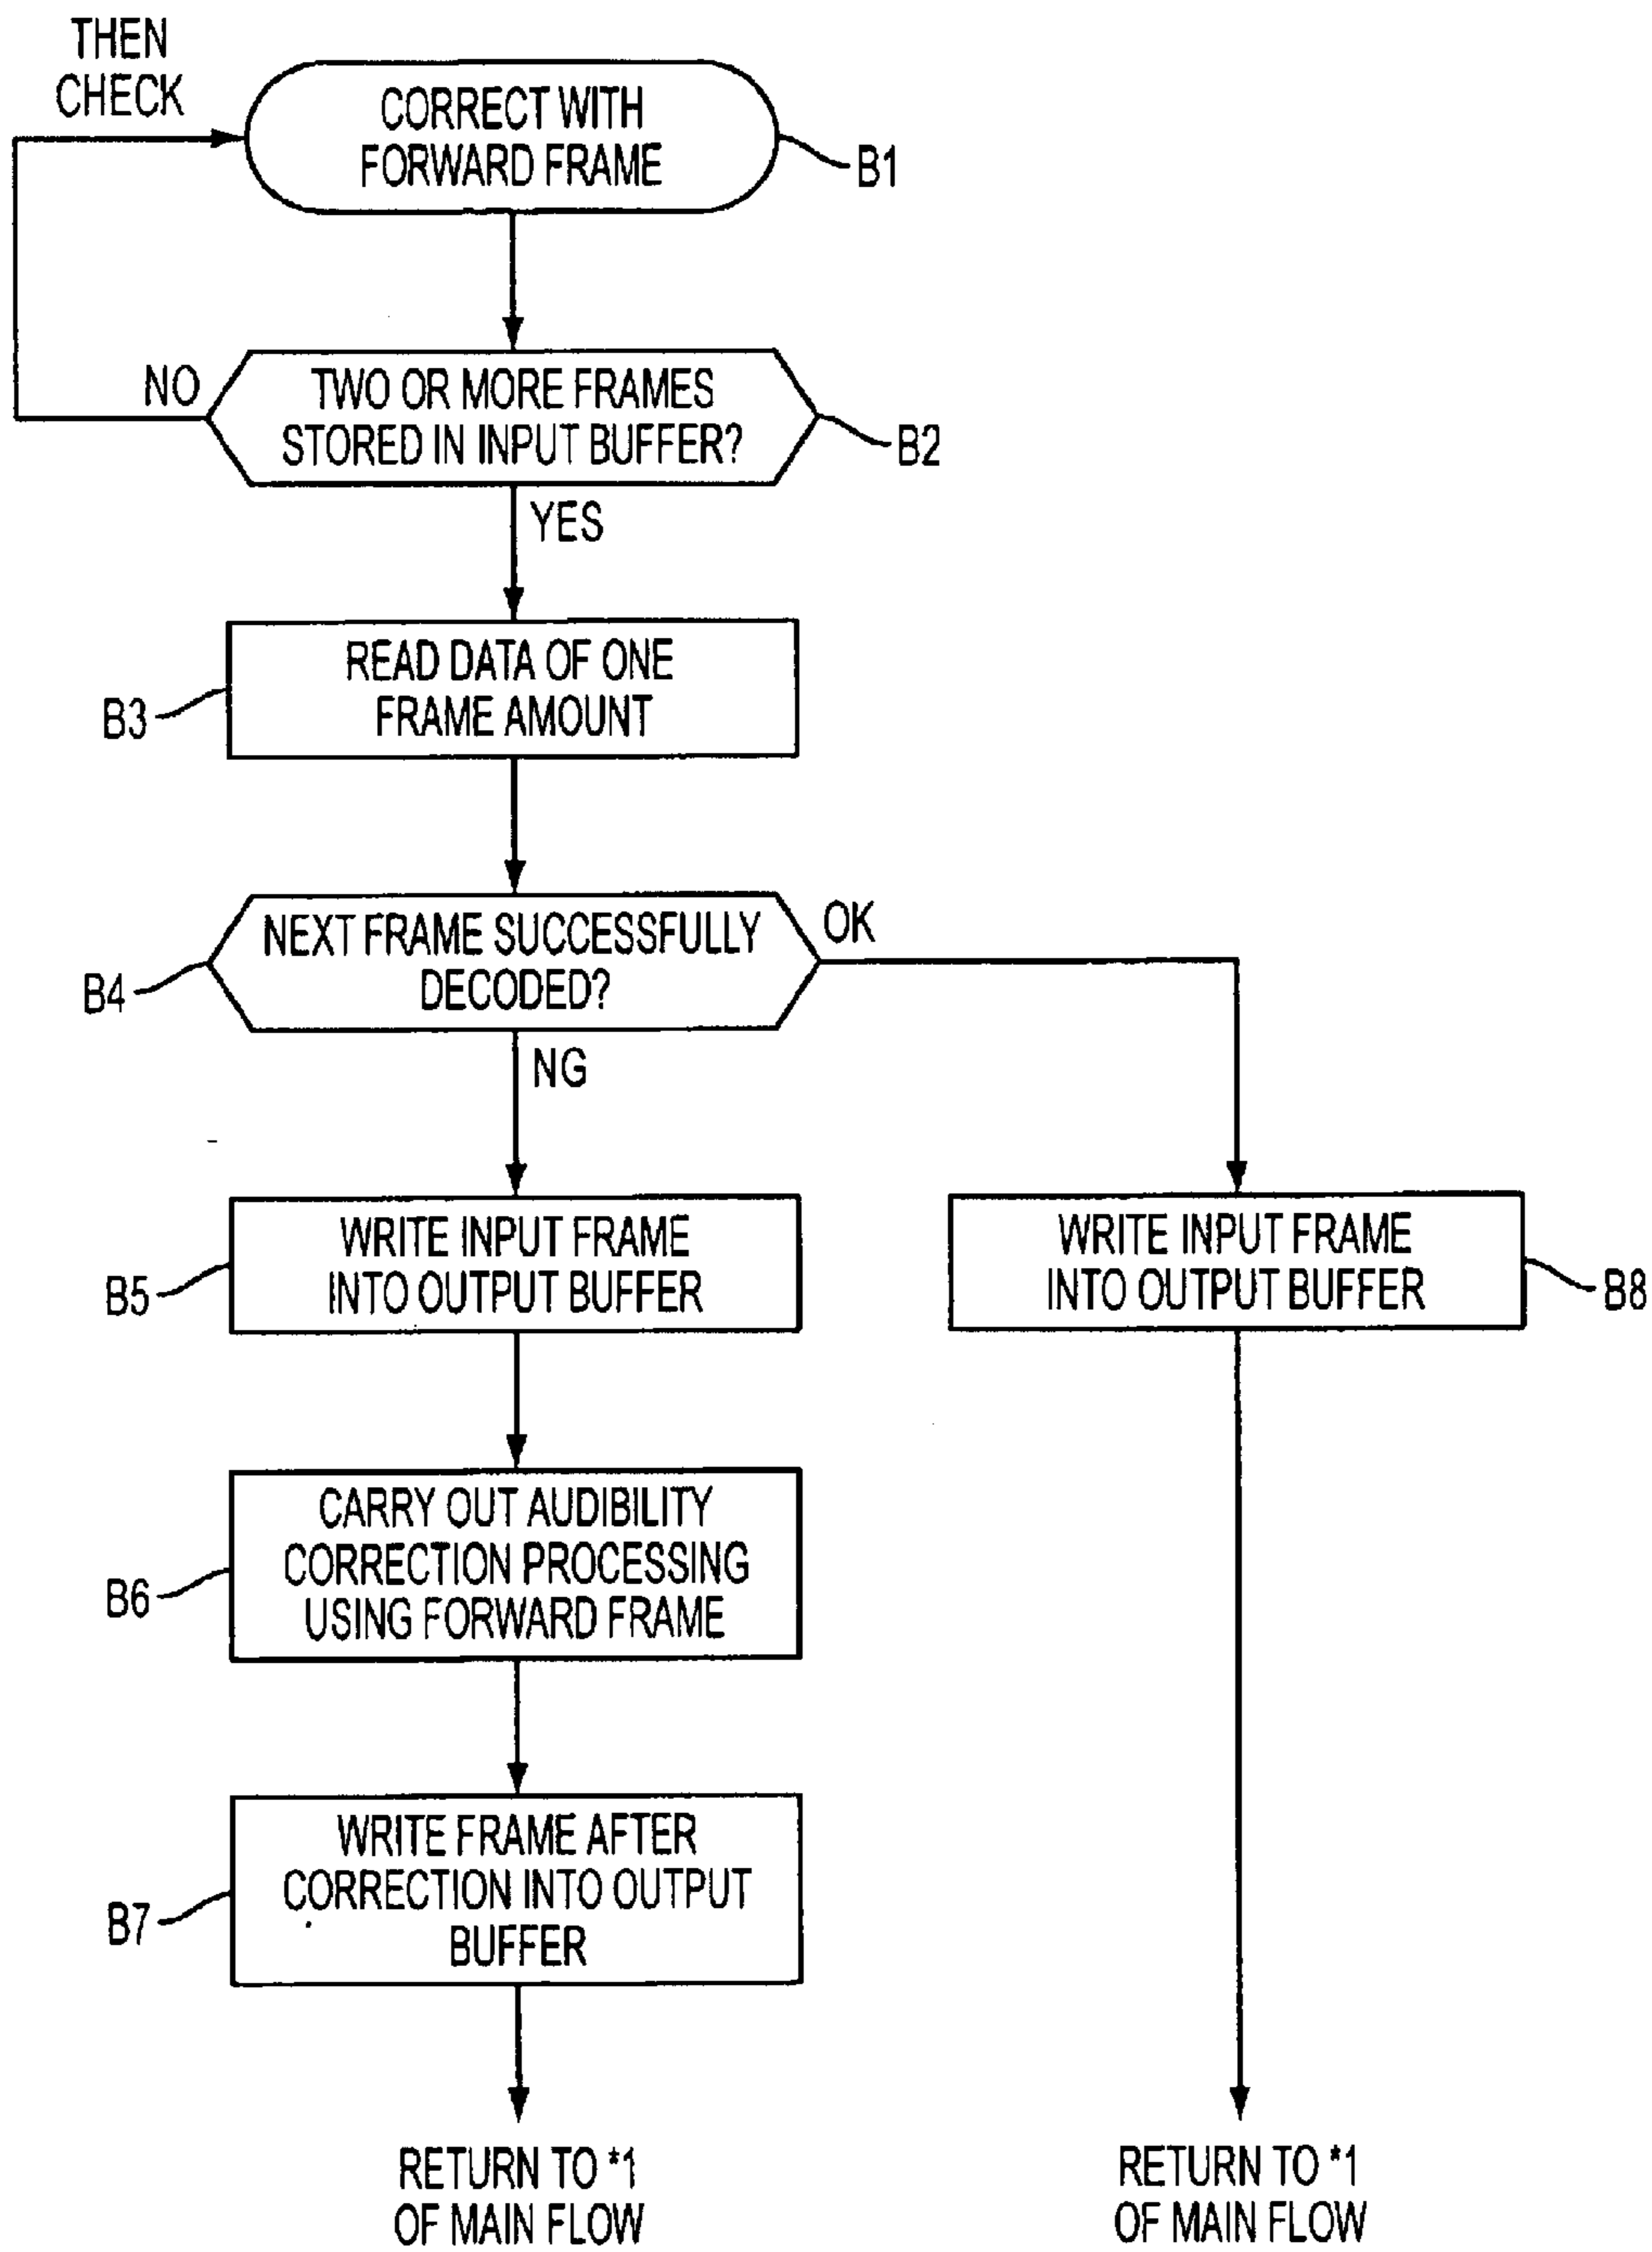 THEN
CHECK
CORRECT WITH
FORWARD FRAME
B1
NO
TWO OR MORE FRAMES
STORED IN INPUT BUFFER?
B2
YES
READ DATA OF ONE
FRAME AMOUNT
B3
NEXT FRAME SUCCESSFULLY
DECODED?
OK
B4
NG
WRITE INPUT FRAME
INTO OUTPUT BUFFER
B5
WRITE INPUT FRAME
INTO OUTPUT BUFFER
B8
CARRY OUT AUDIBILITY
CORRECTION PROCESSING
USING FORWARD FRAME
B6
WRITE FRAME AFTER
CORRECTION INTO OUTPUT
BUFFER
B7
RETURN TO *1
OF MAIN FLOW
RETURN TO *1
OF MAIN FLOW